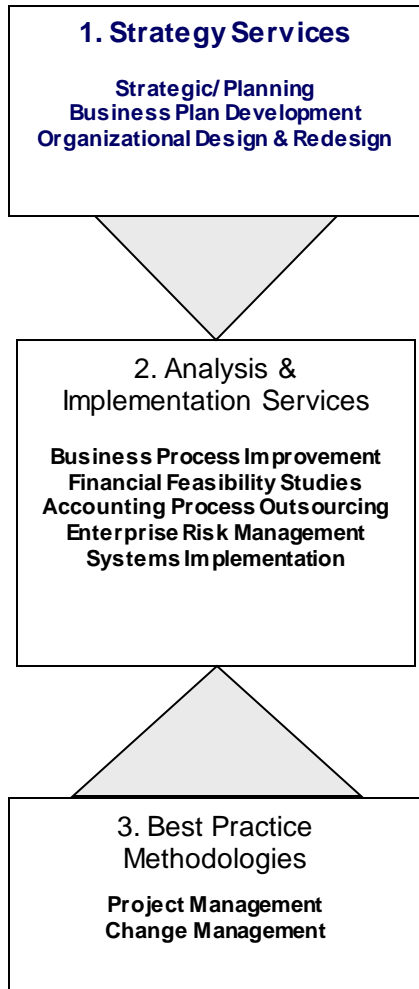 1. Strategy Services
Strategic/ Planning
Business Plan Development
Organizational Design & Redesign
2. Analysis &
Implementation Services
Business Process Improvement
Financial Feasibility Studies
Accounting Process Outsourcing
Enterprise Risk Management
Systems Implementation
3. Best Practice
Methodologies
Project Management
Change Management